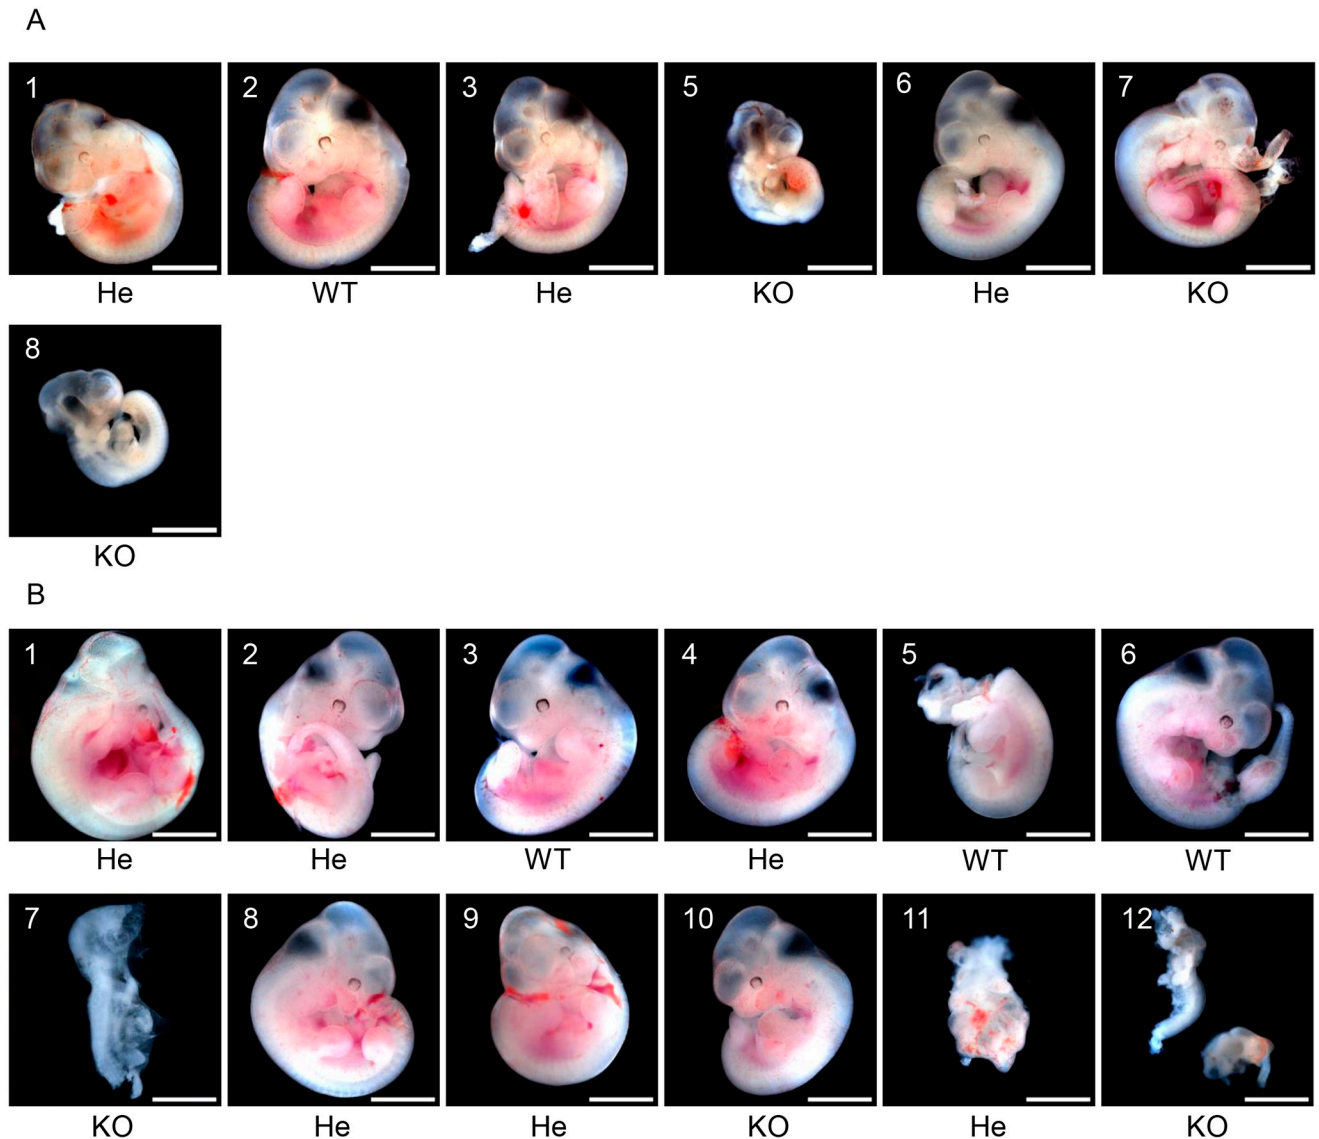 A
1 2 3 5 6 7
He WT He KO He KO
8
KO
B
1 2 3 4 5 6
He He WT He WT WT
7 8 9 10 11 12
KO He He KO He KO